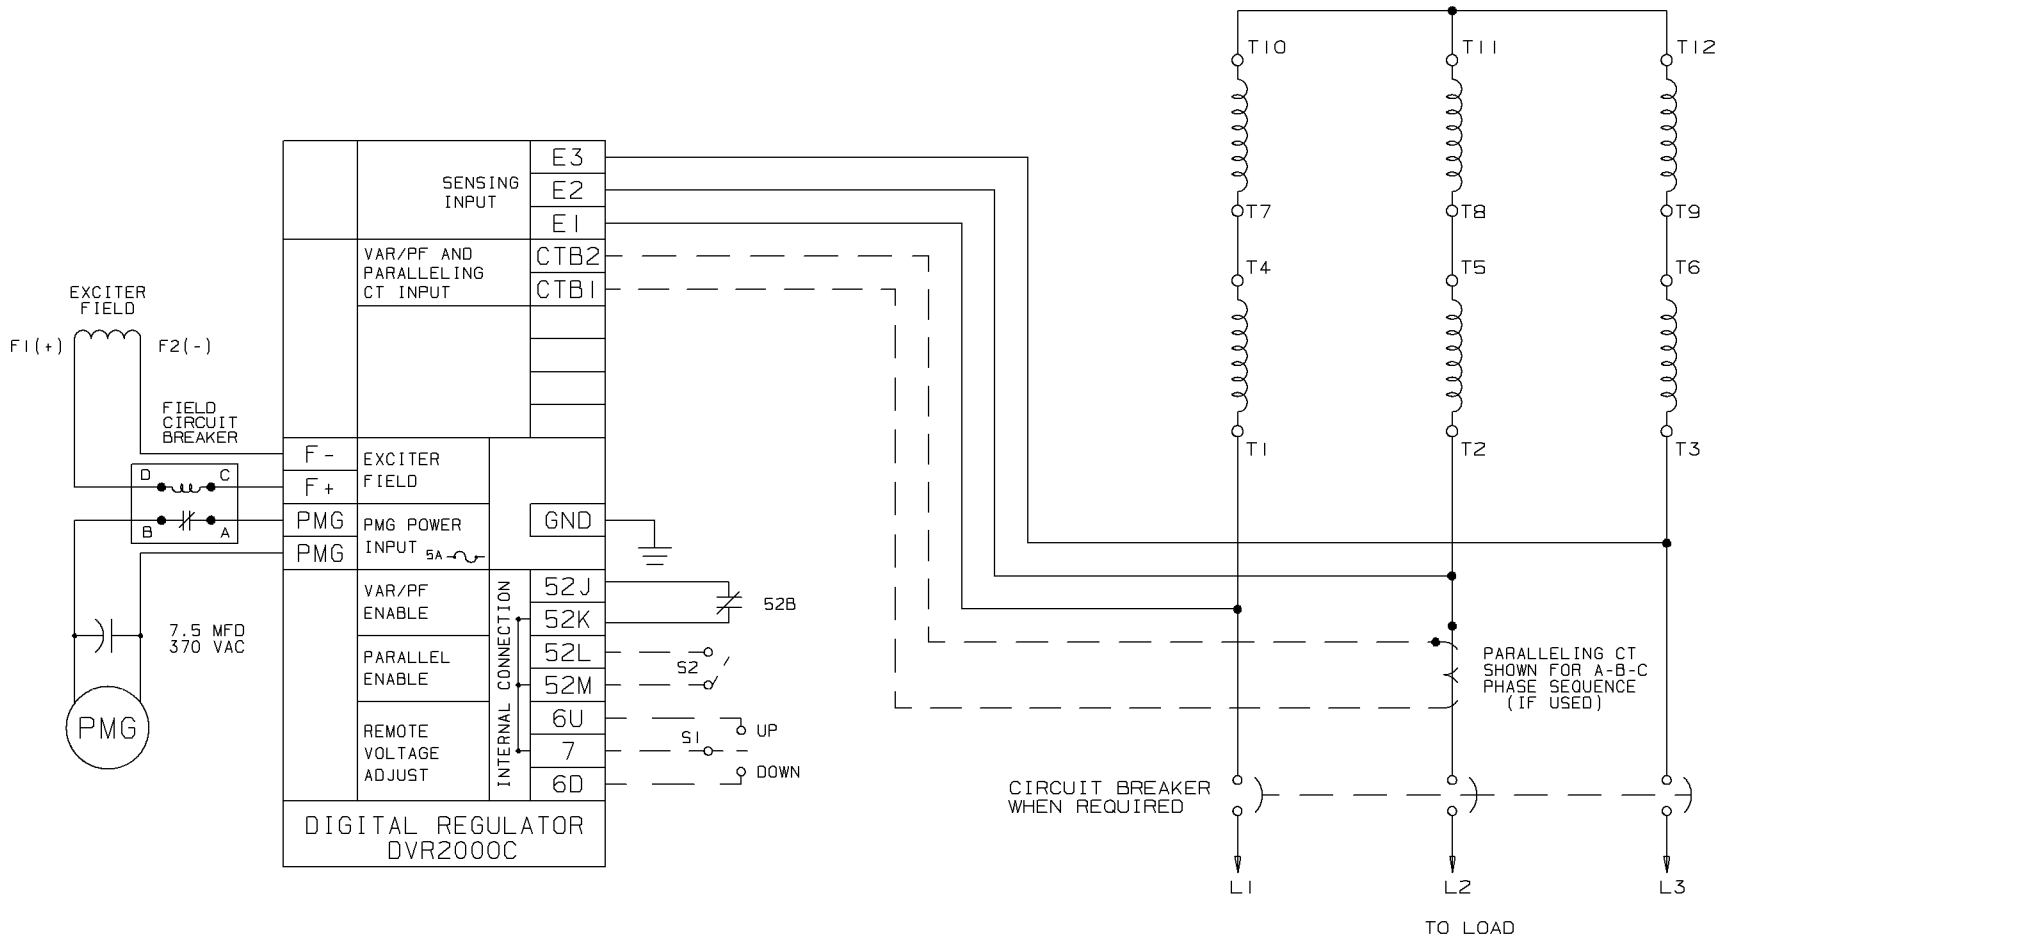 T10
T11
T12
E3
SENSING
INPUT
E2
E1
T7
T8
T9
VAR/PF AND
PARALLELING
CT INPUT
CTB2
CTB1
T4
T5
T6
EXCITER
FIELD
F1(+)
F2(-)
FIELD
CIRCUIT
BREAKER
T1
T2
T3
F-
F+
EXCITER
FIELD
D
C
B
A
PMG
PMG
PMG POWER
INPUT
5A
GND
VAR/PF
ENABLE
52J
52K
52B
INTERNAL CONNECTION
7.5 MFD
370 VAC
PARALLEL
ENABLE
52L
52M
S2
PARALLELING CT
SHOWN FOR A-B-C
PHASE SEQUENCE
(IF USED)
PMG
REMOTE
VOLTAGE
ADJUST
6U
7
6D
S1
UP
DOWN
CIRCUIT BREAKER
WHEN REQUIRED
DIGITAL REGULATOR
DVR2000C
L1
L2
L3
TO LOAD